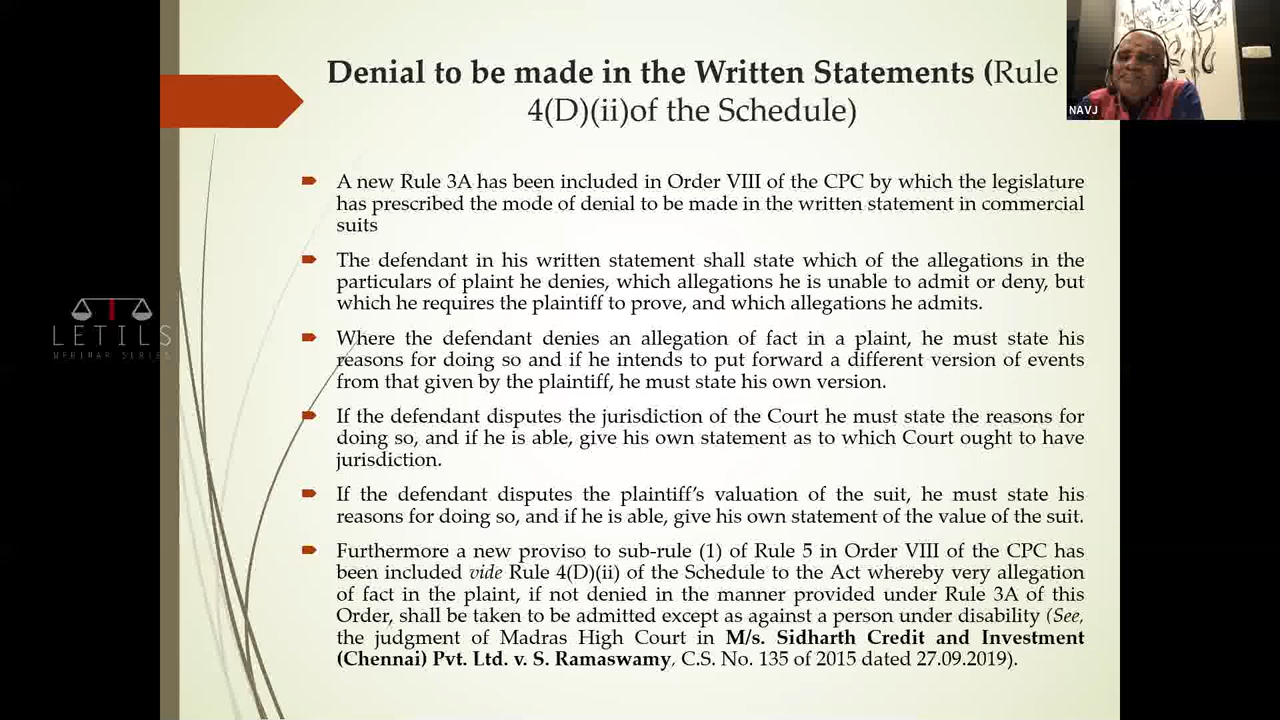 Denial to be made in the Written Statements (Rule
4(D)(ii)of the Schedule)
NAVJ
A new Rule 3A has been included in Order VIII of the CPC by which the legislature
has prescribed the mode of denial to be made in the written statement in commercial
suits
The defendant in his written statement shall state which of the allegations in the
particulars of plaint he denies, which allegations he is unable to admit or deny, but
which he requires the plaintiff to prove, and which allegations he admits.
Where the defendant denies an allegation of fact in a plaint, he must state his
reasons for doing so and if he intends to put forward a different version of events
from that given by the plaintiff, he must state his own version.
If the defendant disputes the jurisdiction of the Court he must state the reasons for
doing so, and if he is able, give his own statement as to which Court ought to have
jurisdiction.
If the defendant disputes the plaintiff's valuation of the suit, he must state his
reasons for doing so, and if he is able, give his own statement of the value of the suit.
Furthermore a new proviso to sub-rule (1) of Rule 5 in Order VIII of the CPC has
been included vide Rule 4(D)(ii) of the Schedule to the Act whereby very allegation
of fact in the plaint, if not denied in the manner provided under Rule 3A of this
Order, shall be taken to be admitted except as against a person under disability (See,
the judgment of Madras High Court in M/s. Sidharth Credit and Investment
(Chennai) Pvt. Ltd. v. S. Ramaswamy, C.S. No. 135 of 2015 dated 27.09.2019).
LETILS
WEBINAR SERIES